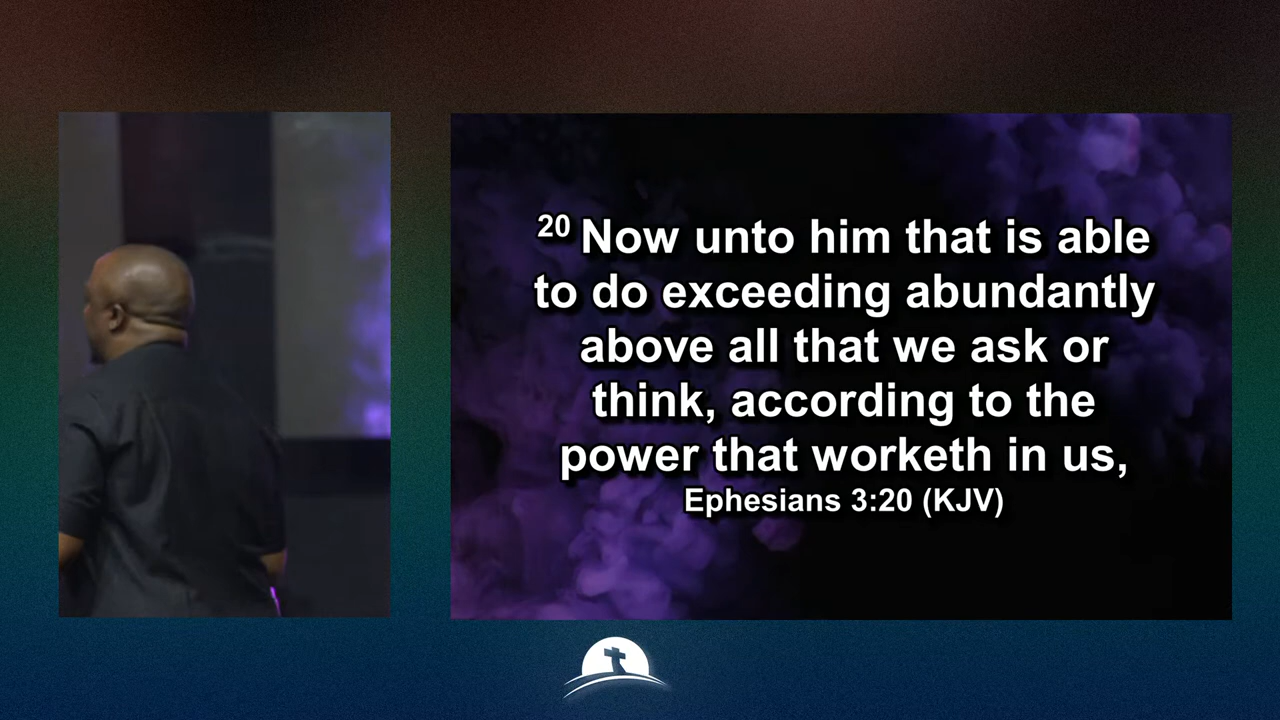 20 Now unto him that is able
to do exceeding abundantly
above all that we ask or
think, according to the
power that worketh in us,
Ephesians 3:20 (KJV)